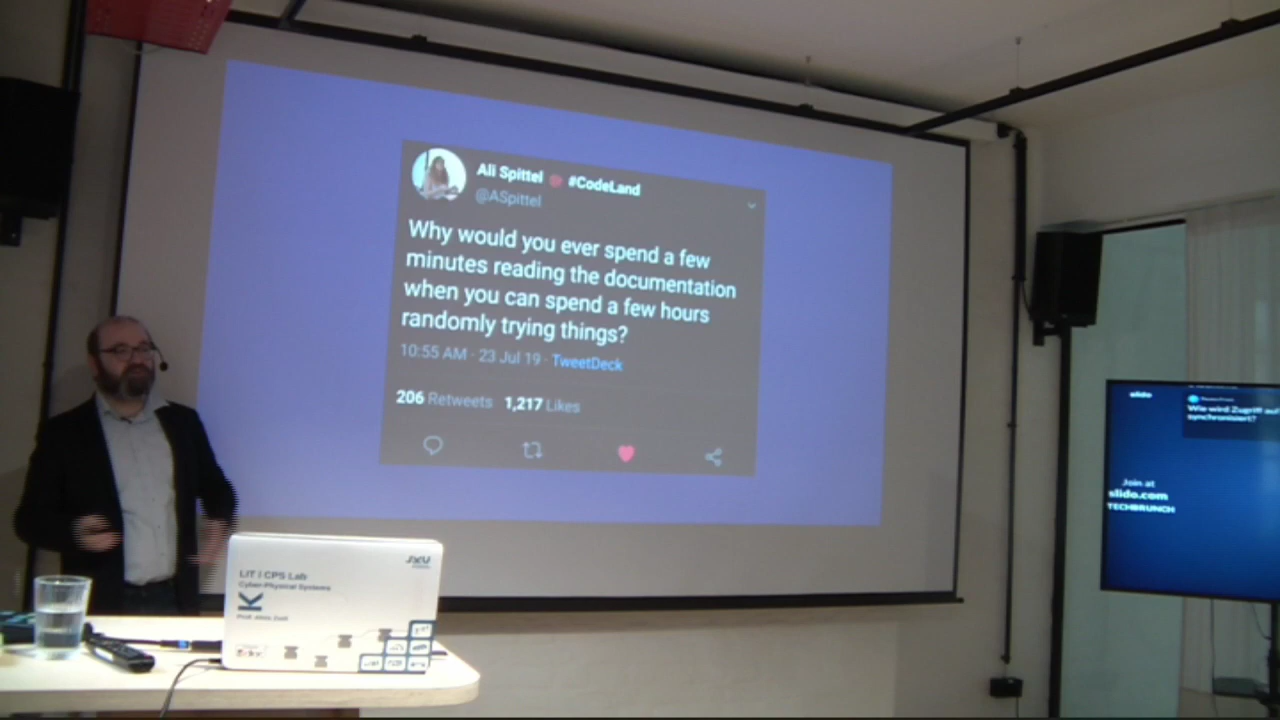 Ali Spittel #CodeLand
@ASpittel
Why would you ever spend a few
minutes reading the documentation
when you can spend a few hours
randomly trying things?
10:55 AM · 23 Jul 19 · TweetDeck
206 Retweets 1,217 Likes
JKU
LIT | CPS Lab
Cyber-Physical Systems
slido
Wie wird Zugriff auf
synchronisiert?
Join at
slido.com
TECHBRUNCH